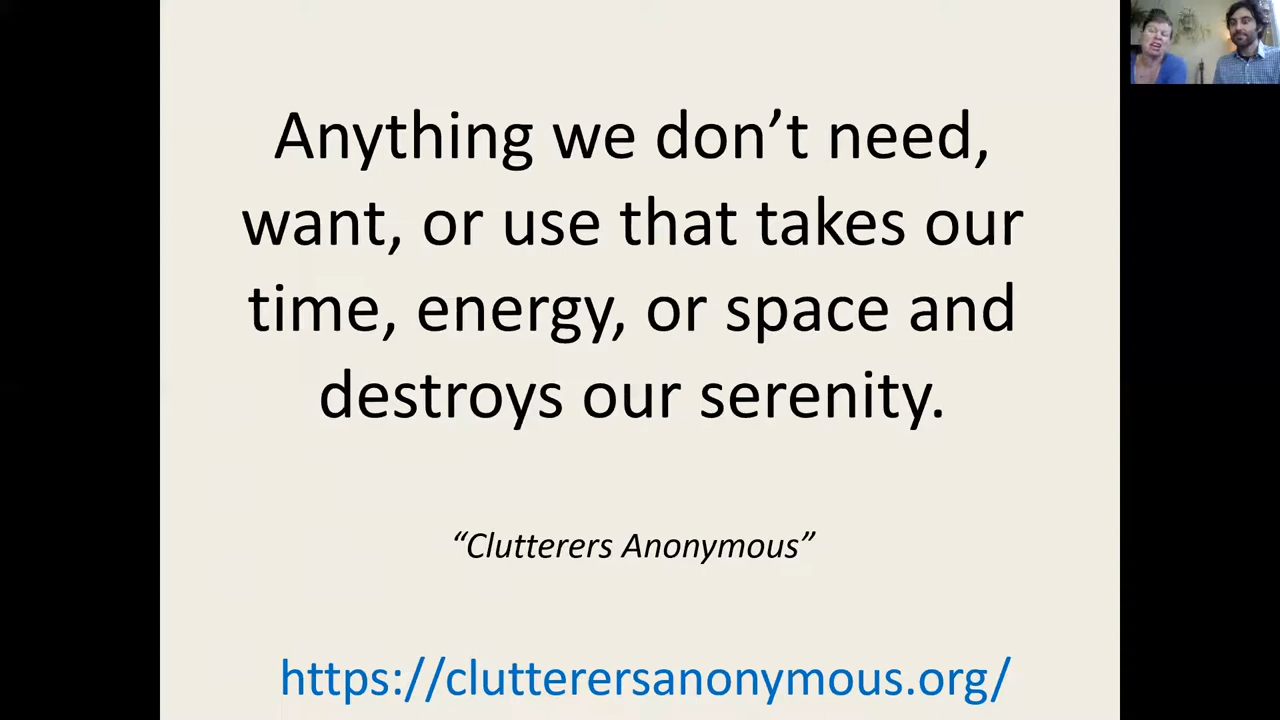 Anything we don’t need,
want, or use that takes our
time, energy, or space and
destroys our serenity.
“Clutterers Anonymous”
https://clutterersanonymous.org/